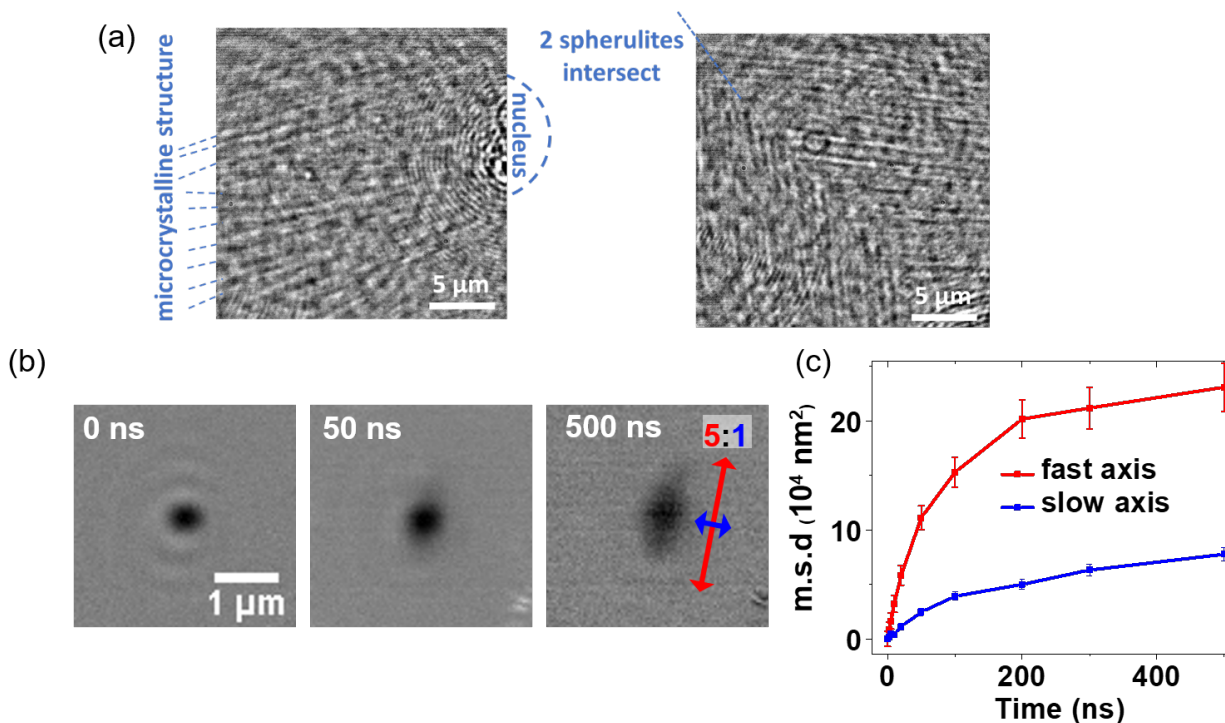 (a)
microcrystalline structure
nucleus
5 μm
2 spherulites
intersect
5 μm
(b)
0 ns
1 μm
50 ns
500 ns
5:1
(c)
m.s.d (10⁴ nm²)
20
10
0
fast axis
slow axis
0
200
400
Time (ns)